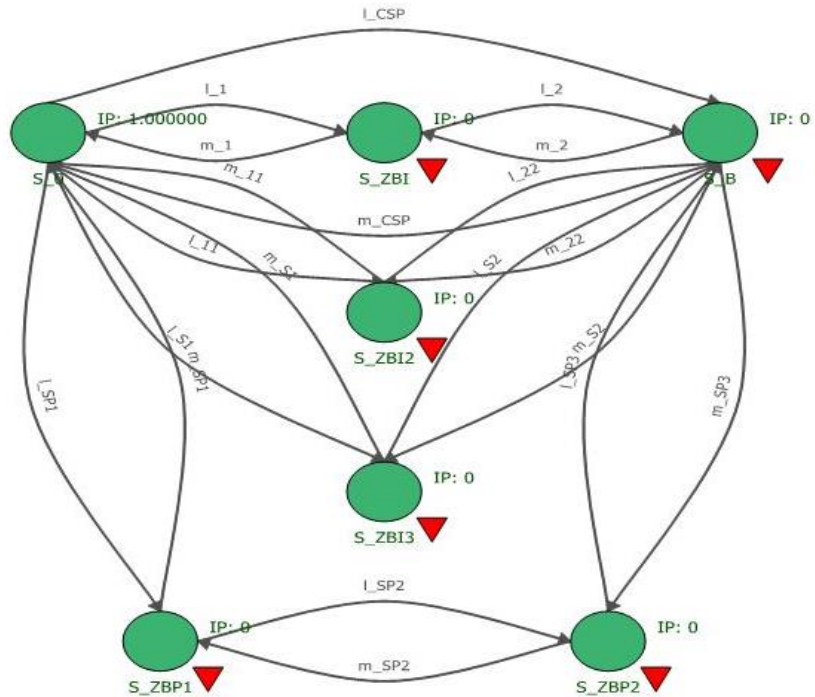 l_CSP
l_1
l_2
IP: 1.000000
IP: 0
IP: 0
m_1
m_2
S_0
m_11
S_ZBI
l_22
S_B
m_CSP
l_11
m_S1
l_S2
m_22
IP: 0
S_ZBI2
l_S1
m_SP1
l_SP3
m_S2
l_SP1
m_SP3
IP: 0
S_ZBI3
l_SP2
IP: 0
IP: 0
m_SP2
S_ZBP1
S_ZBP2